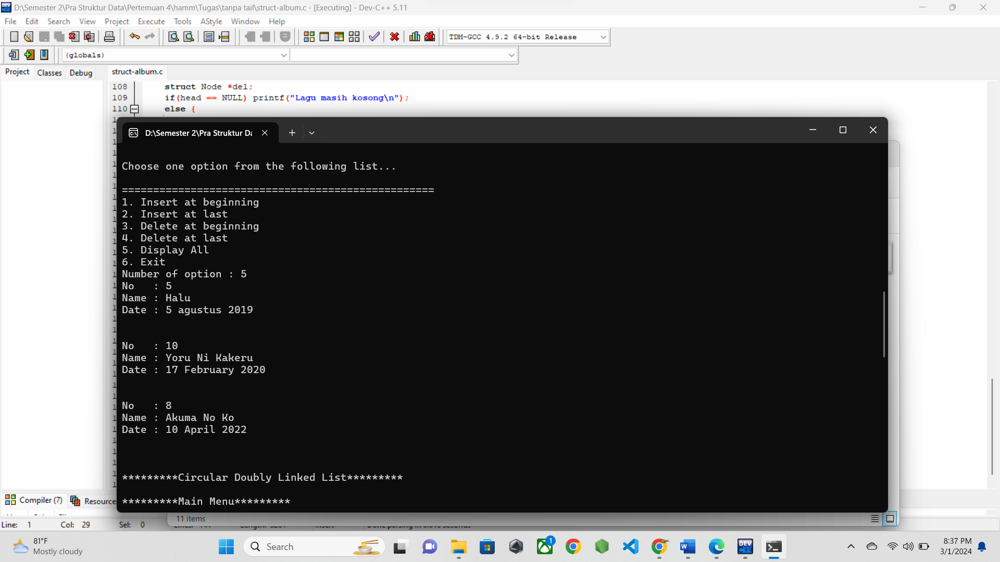 D:\Semester 2\Pra Struktur Data\Pertemuan 4\hamm\Tugas\tanpa tail\struct-album.c - [Executing] - Dev-C++ 5.11
File Edit Search View Project Execute Tools AStyle Window Help
TDM-GCC 4.9.2 64-bit Release
(globals)
Project Classes Debug struct-album.c
108 struct Node *del;
109 if(head == NULL) printf("Lagu masih kosong\n");
110 else {
D:\Semester 2\Pra Struktur Da
Choose one option from the following list...
==================================================
1. Insert at beginning
2. Insert at last
3. Delete at beginning
4. Delete at last
5. Display All
6. Exit
Number of option : 5
No   : 5
Name : Halu
Date : 5 agustus 2019
No   : 10
Name : Yoru Ni Kakeru
Date : 17 February 2020
No   : 8
Name : Akuma No Ko
Date : 10 April 2022
*********Circular Doubly Linked List*********
*********Main Menu*********
Compiler (7) Resource
11 items
Line: 1 Col: 29 Sel: 0
81°F
Mostly cloudy
Search
1
DEV
8:37 PM
3/1/2024